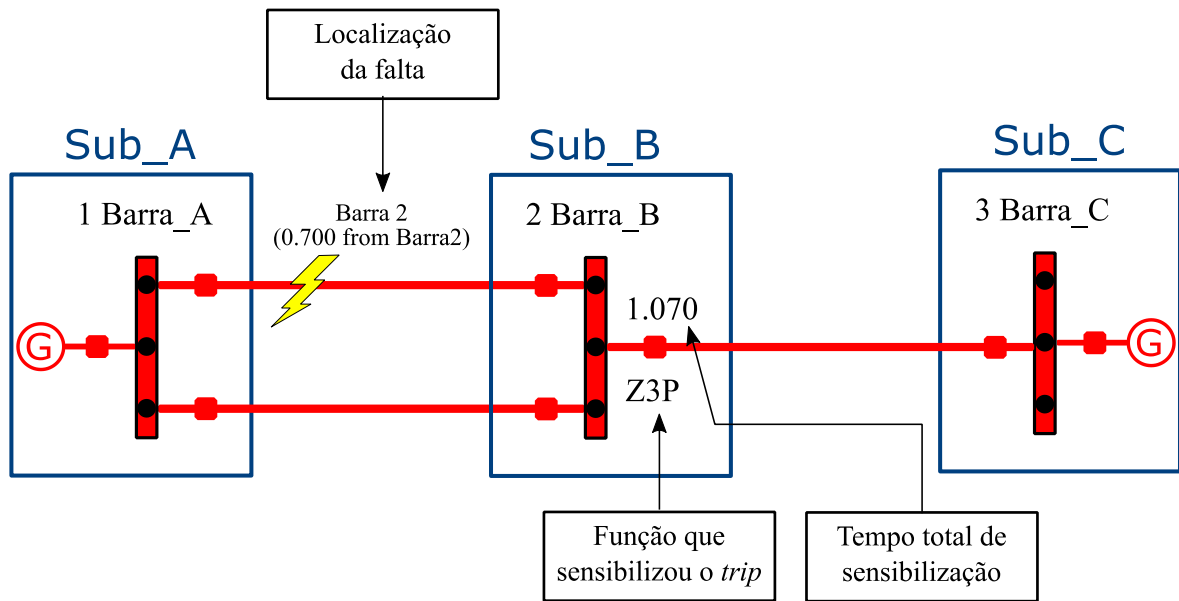 Localização
da falta
Sub_A
Sub_B
Sub_C
1 Barra_A
Barra 2
(0.700 from Barra2)
2 Barra_B
3 Barra_C
1.070
G
G
Z3P
Função que
sensibilizou o trip
Tempo total de
sensibilização